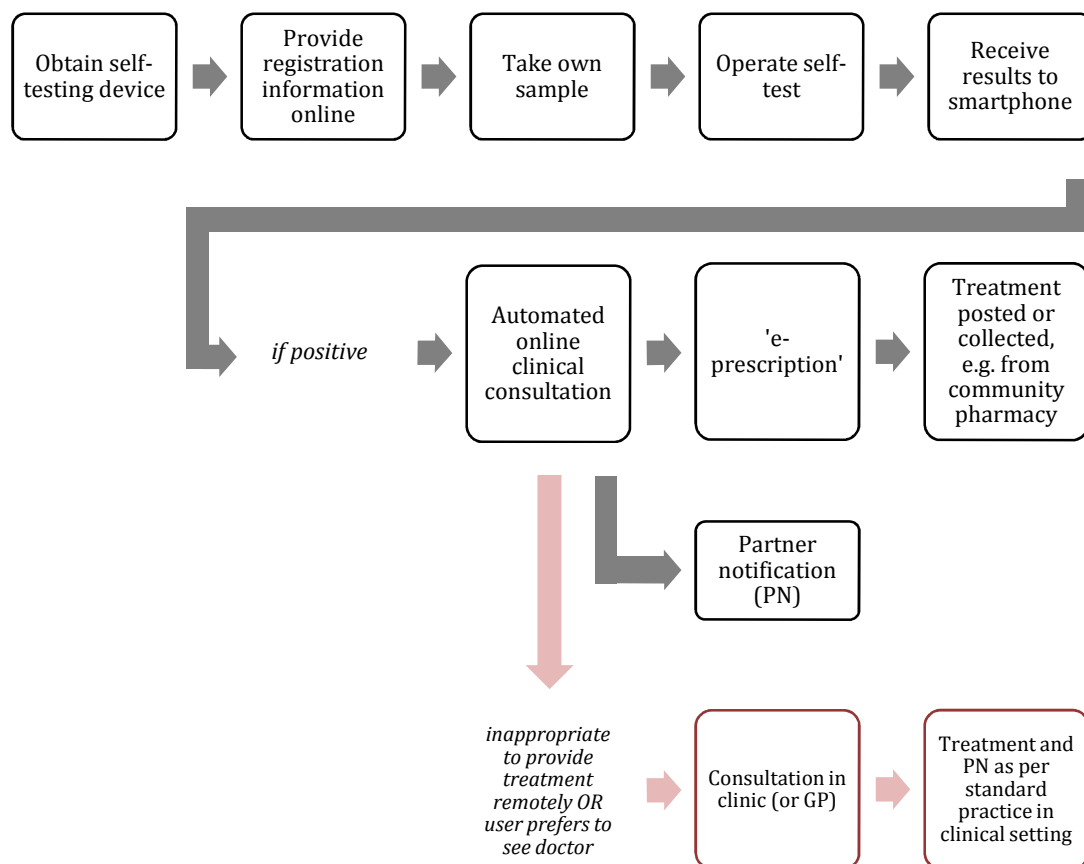 Obtain self-
testing device
Provide
registration
information
online
Take own
sample
Operate self-
test
Receive
results to
smartphone
if positive
Automated
online
clinical
consultation
'e-
prescription'
Treatment
posted or
collected,
e.g. from
community
pharmacy
Partner
notification
(PN)
inappropriate
to provide
treatment
remotely OR
user prefers to
see doctor
Consultation in
clinic (or GP)
Treatment and
PN as per
standard
practice in
clinical setting